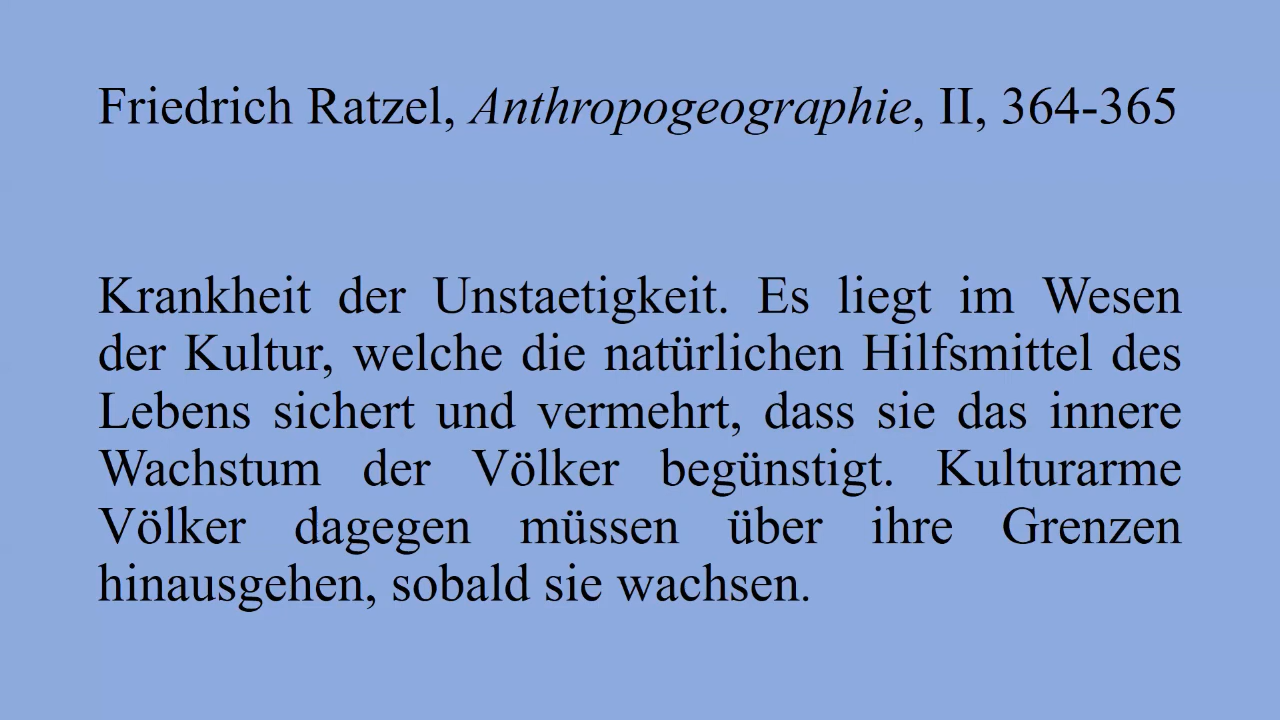 Friedrich Ratzel, Anthropogeographie, II, 364-365
Krankheit der Unstaetigkeit. Es liegt im Wesen
der Kultur, welche die natürlichen Hilfsmittel des
Lebens sichert und vermehrt, dass sie das innere
Wachstum der Völker begünstigt. Kulturarme
Völker dagegen müssen über ihre Grenzen
hinausgehen, sobald sie wachsen.